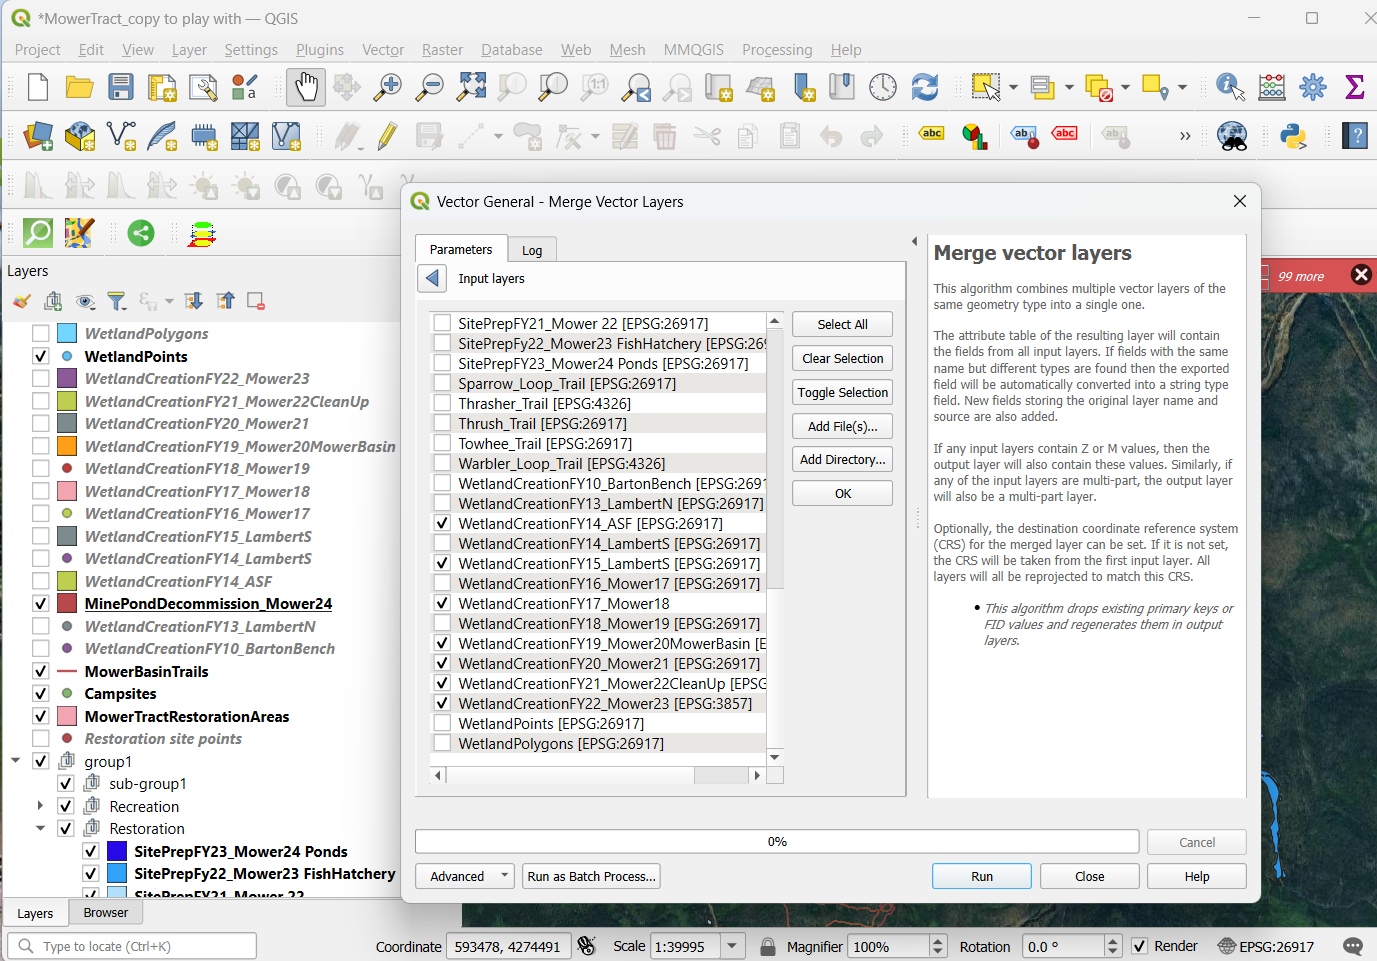 *MowerTract_copy to play with — QGIS
Project Edit View Layer Settings Plugins Vector Raster Database Web Mesh MMQGIS Processing Help
Layers
WetlandPolygons
WetlandPoints
WetlandCreationFY22_Mower23
WetlandCreationFY21_Mower22CleanUp
WetlandCreationFY20_Mower21
WetlandCreationFY19_Mower20MowerBasin
WetlandCreationFY18_Mower19
WetlandCreationFY17_Mower18
WetlandCreationFY16_Mower17
WetlandCreationFY15_LambertS
WetlandCreationFY14_LambertS
WetlandCreationFY14_ASF
MinePondDecommission_Mower24
WetlandCreationFY13_LambertN
WetlandCreationFY10_BartonBench
MowerBasinTrails
Campsites
MowerTractRestorationAreas
Restoration site points
group1
sub-group1
Recreation
Restoration
SitePrepFY23_Mower24 Ponds
SitePrepFy22_Mower23 FishHatchery
SitePrepFY21_Mower 22
Layers Browser
Vector General - Merge Vector Layers
Parameters Log
Input layers
SitePrepFY21_Mower 22 [EPSG:26917]
SitePrepFy22_Mower23 FishHatchery [EPSG:269
SitePrepFY23_Mower24 Ponds [EPSG:26917]
Sparrow_Loop_Trail [EPSG:26917]
Thrasher_Trail [EPSG:4326]
Thrush_Trail [EPSG:26917]
Towhee_Trail [EPSG:26917]
Warbler_Loop_Trail [EPSG:4326]
WetlandCreationFY10_BartonBench [EPSG:2691
WetlandCreationFY13_LambertN [EPSG:26917]
WetlandCreationFY14_ASF [EPSG:26917]
WetlandCreationFY14_LambertS [EPSG:26917]
WetlandCreationFY15_LambertS [EPSG:26917]
WetlandCreationFY16_Mower17 [EPSG:26917]
WetlandCreationFY17_Mower18
WetlandCreationFY18_Mower19 [EPSG:26917]
WetlandCreationFY19_Mower20MowerBasin [E
WetlandCreationFY20_Mower21 [EPSG:26917]
WetlandCreationFY21_Mower22CleanUp [EPSG
WetlandCreationFY22_Mower23 [EPSG:3857]
WetlandPoints [EPSG:26917]
WetlandPolygons [EPSG:26917]
Select All
Clear Selection
Toggle Selection
Add File(s)...
Add Directory...
OK
Merge vector layers
This algorithm combines multiple vector layers of the
same geometry type into a single one.
The attribute table of the resulting layer will contain
the fields from all input layers. If fields with the same
name but different types are found then the exported
field will be automatically converted into a string type
field. New fields storing the original layer name and
source are also added.
If any input layers contain Z or M values, then the
output layer will also contain these values. Similarly, if
any of the input layers are multi-part, the output layer
will also be a multi-part layer.
Optionally, the destination coordinate reference system
(CRS) for the merged layer can be set. If it is not set,
the CRS will be taken from the first input layer. All
layers will all be reprojected to match this CRS.
• This algorithm drops existing primary keys or
FID values and regenerates them in output
layers.
99 more
0%
Cancel
Advanced Run as Batch Process... Run Close Help
Type to locate (Ctrl+K) Coordinate 593478, 4274491 Scale 1:39995 Magnifier 100% Rotation 0.0 ° Render EPSG:26917